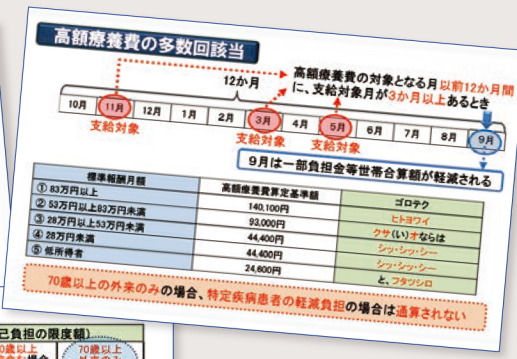 高額療養費の多数回該当
12か月
高額療養費の対象となる月以前12か月間
に、支給対象月が3か月以上あるとき
10月 11月 12月 1月 2月 3月 4月 5月 6月 7月 8月 9月
支給対象 支給対象 支給対象
9月は一部負担金等世帯合算額が軽減される
標準報酬月額 高額療養費算定基準額 ゴロテク
① 83万円以上 140,100円 ヒトヨワイ
② 53万円以上83万円未満 93,000円 クサ(い)オならは
③ 28万円以上53万円未満 44,400円 シッ・シッ・シー
④ 28万円未満 44,400円 シッ・シッ・シー
⑤ 低所得者 24,600円 と、フタツシロ
70歳以上の外来のみの場合、特定疾病患者の軽減負担の場合は通算されない
己負担の限度額)
70歳以上